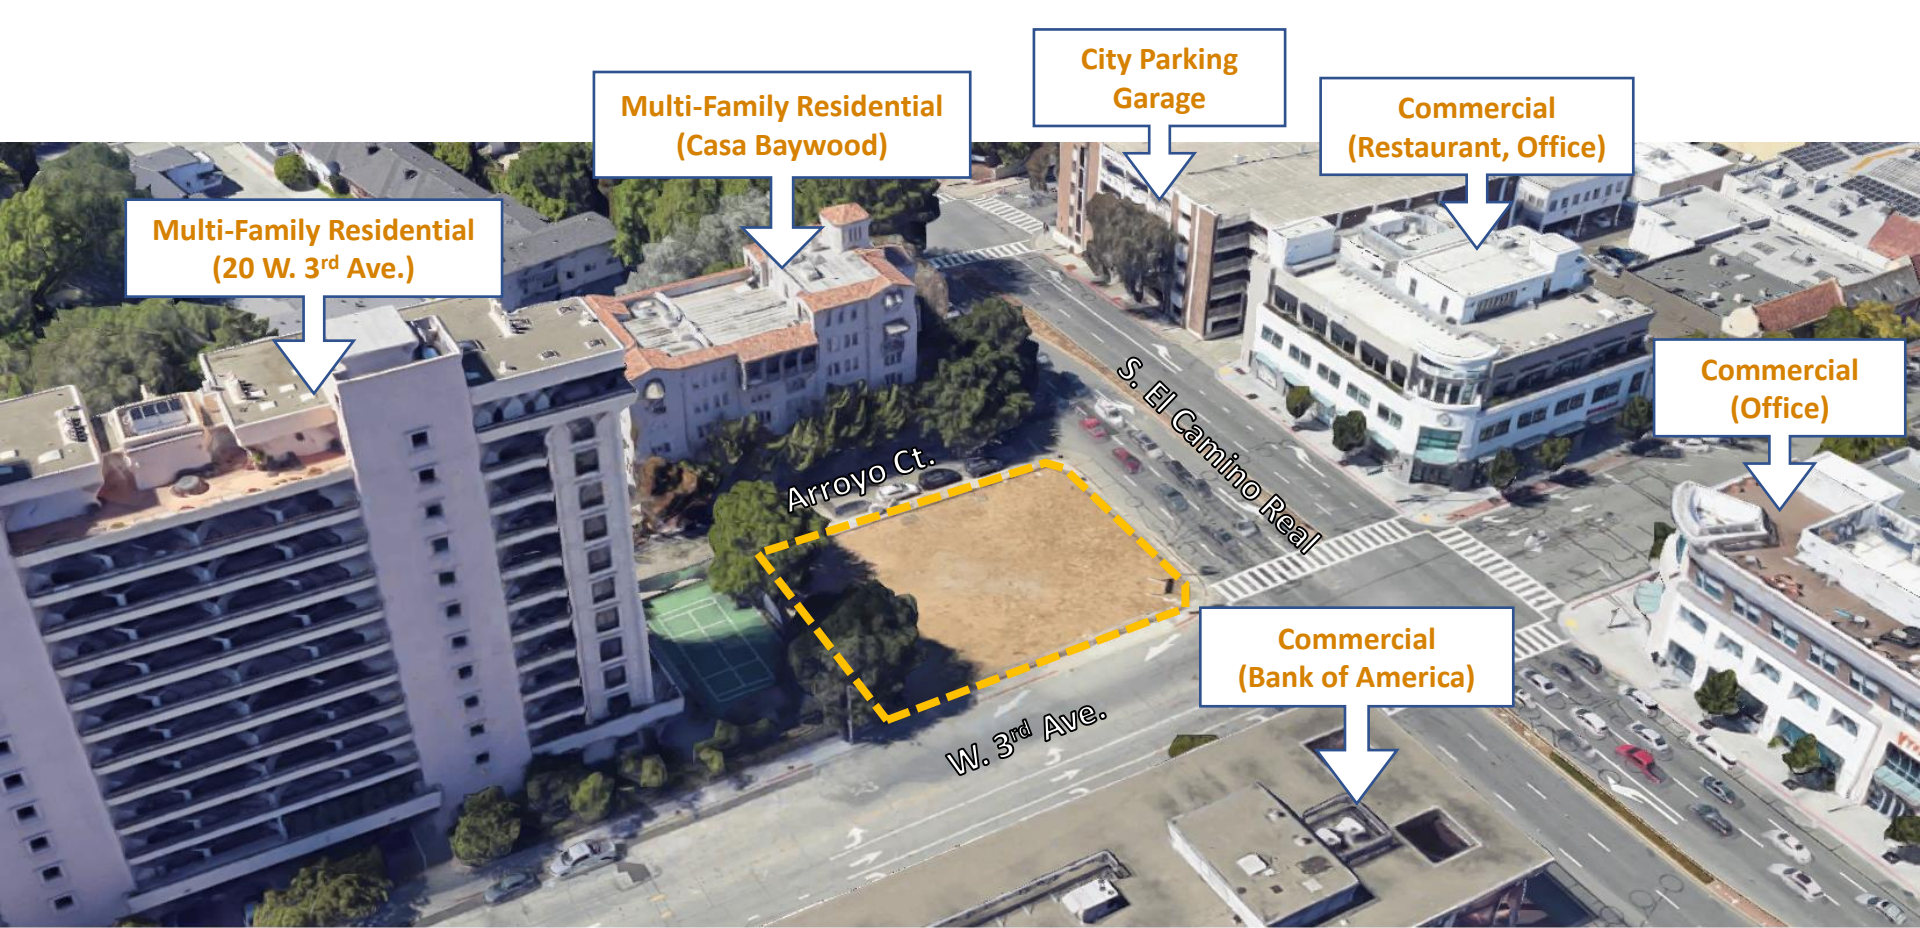 City Parking
Garage
Multi-Family Residential
(Casa Baywood)
Commercial
(Restaurant, Office)
Multi-Family Residential
(20 W. 3rd Ave.)
Commercial
(Office)
S. El Camino Real
Arroyo Ct.
Commercial
(Bank of America)
W. 3rd Ave.